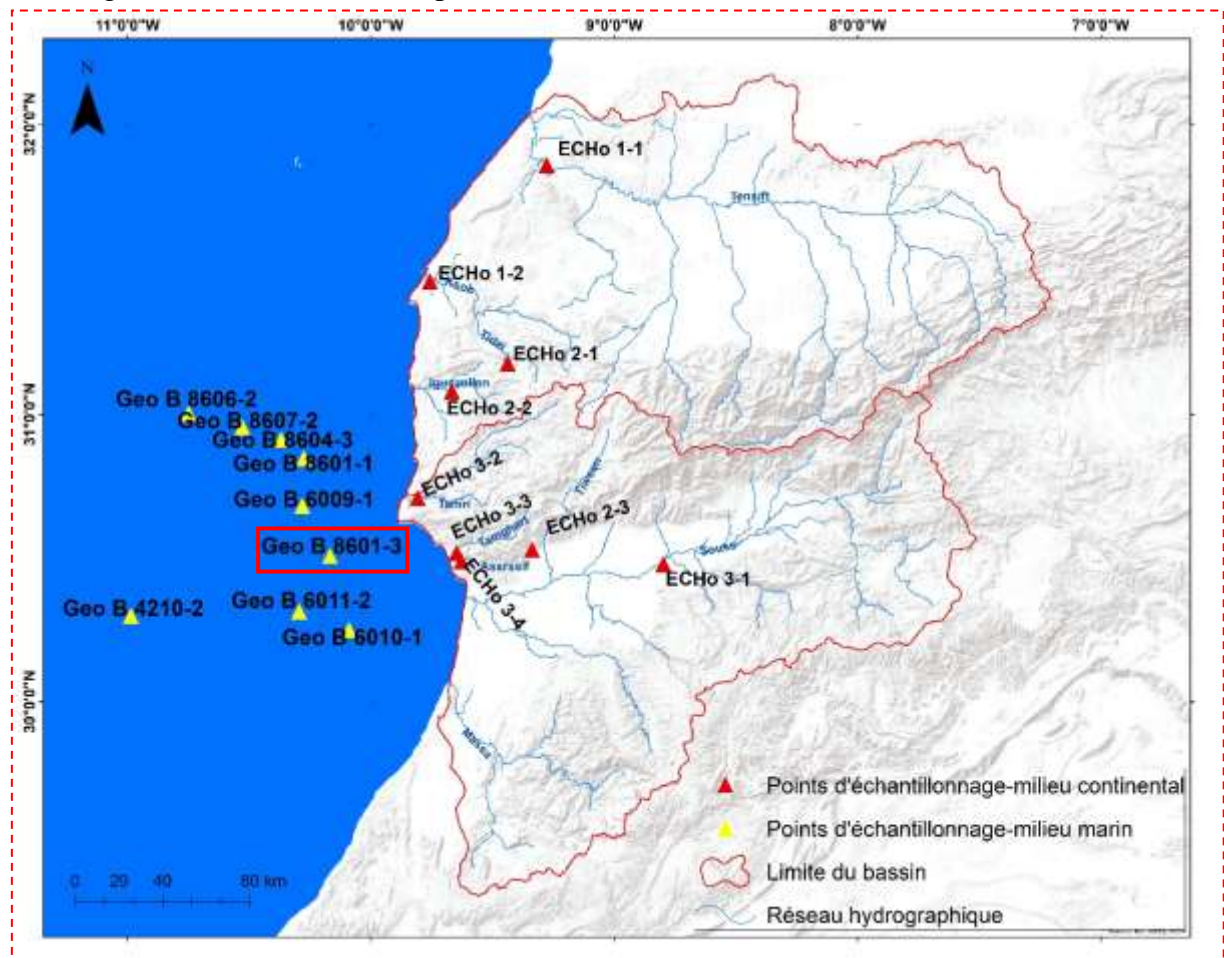 11°0'0"W 10°0'0"W 9°0'0"W 8°0'0"W 7°0'0"W
N
32°0'0"N
ECHo 1-1
Tensift
ECHo 1-2
Ksob
ECHo 2-1
31°0'0"N
ECHo 2-2
Geo B 8606-2
Geo B 8607-2
Geo B 8604-3
Geo B 8601-1
ECHo 3-2
Tamri
Geo B 6009-1
ECHo 3-3
Tamghart
ECHo 2-3
Geo B 8601-3
Souss
ECHo 3-1
ECHo 3-4
Geo B 4210-2
Geo B 6011-2
Geo B 6010-1
30°0'0"N
Massa
Points d'échantillonnage-milieu continental
Points d'échantillonnage-milieu marin
Limite du bassin
Réseau hydrographique
0 20 40 80 km